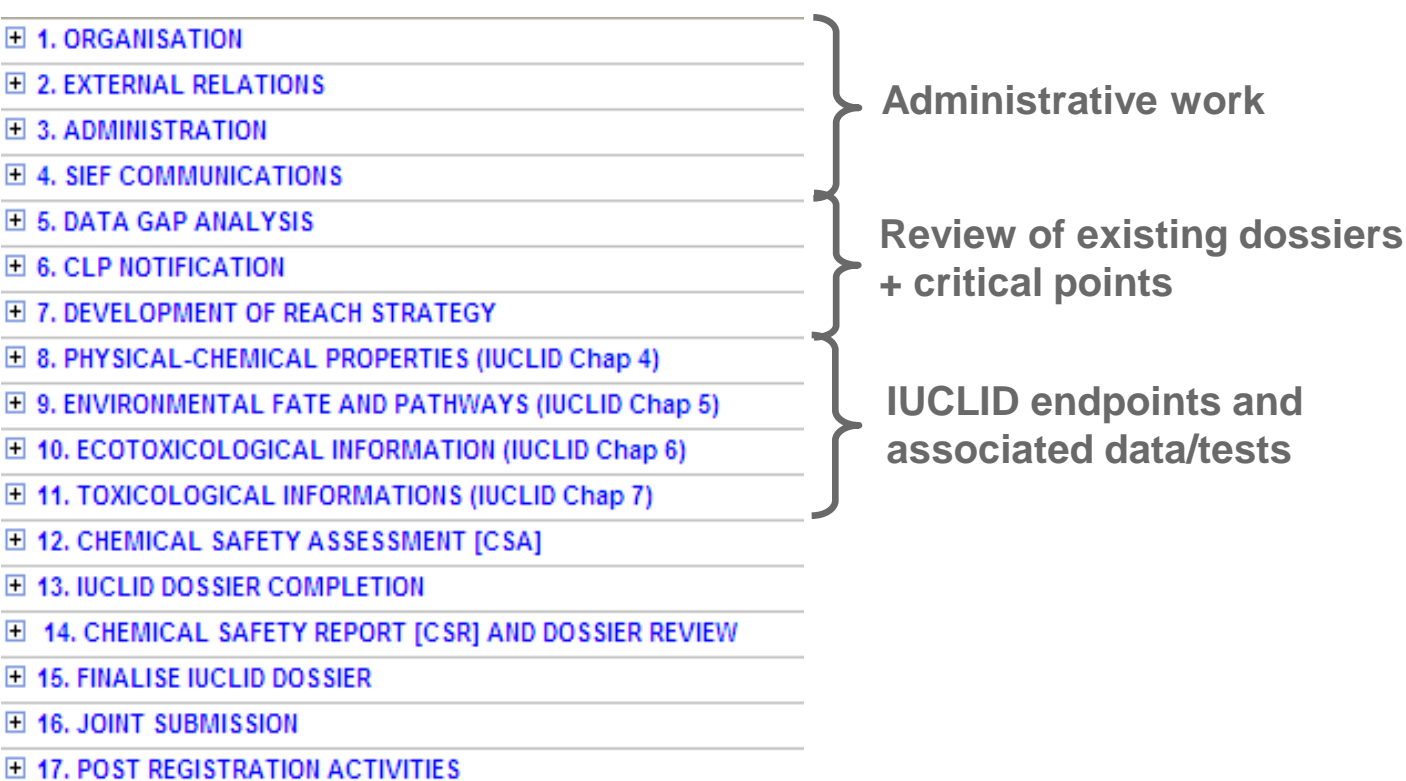 1. ORGANISATION
2. EXTERNAL RELATIONS
3. ADMINISTRATION
4. SIEF COMMUNICATIONS
Administrative work
5. DATA GAP ANALYSIS
6. CLP NOTIFICATION
7. DEVELOPMENT OF REACH STRATEGY
Review of existing dossiers
+ critical points
8. PHYSICAL-CHEMICAL PROPERTIES (IUCLID Chap 4)
9. ENVIRONMENTAL FATE AND PATHWAYS (IUCLID Chap 5)
10. ECOTOXICOLOGICAL INFORMATION (IUCLID Chap 6)
11. TOXICOLOGICAL INFORMATIONS (IUCLID Chap 7)
IUCLID endpoints and
associated data/tests
12. CHEMICAL SAFETY ASSESSMENT [CSA]
13. IUCLID DOSSIER COMPLETION
14. CHEMICAL SAFETY REPORT [CSR] AND DOSSIER REVIEW
15. FINALISE IUCLID DOSSIER
16. JOINT SUBMISSION
17. POST REGISTRATION ACTIVITIES